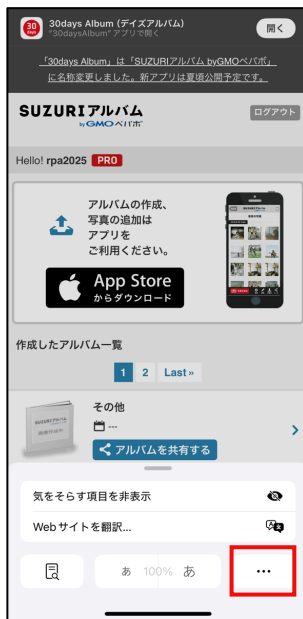 30 days
30days Album (デイズアルバム)
"30daysAlbum" アプリで開く
開く
「30days Album」は「SUZURIアルバム byGMOペパボ」
に名称変更しました。新アプリは夏頃公開予定です。
SUZURIアルバム
by GMOペパボ
ログアウト
Hello! rpa2025 PRO
アルバムの作成、
写真の追加は
アプリを
ご利用ください。
App Store
からダウンロード
作成したアルバム一覧
1 2 Last »
その他
---
アルバムを共有する
気をそらす項目を非表示
Webサイトを翻訳...
あ 100% あ
…